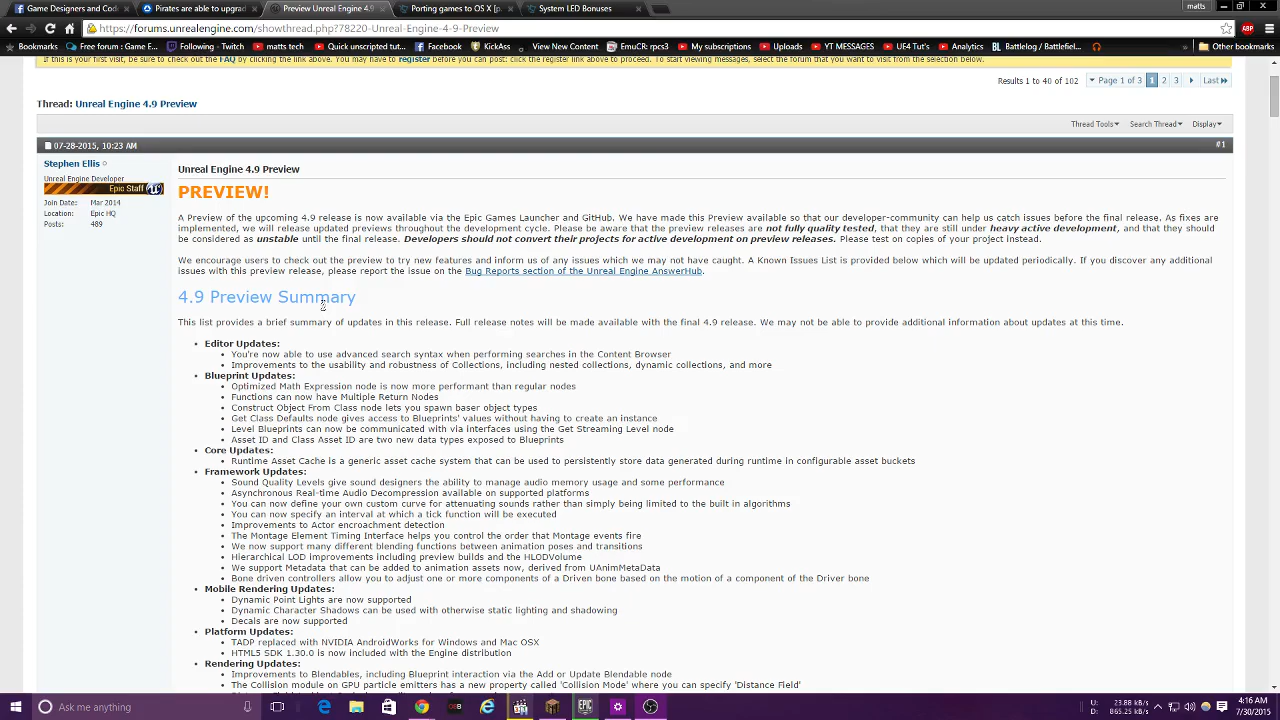 Game Designers and Code
Pirates are able to upgrad
Preview Unreal Engine 4.9
Porting games to OS X [p
System LED Bonuses
matts
https://forums.unrealengine.com/showthread.php?78220-Unreal-Engine-4-9-Preview
Bookmarks Free forum : Game E... Following - Twitch matts tech Quick unscripted tut... Facebook KickAss View New Content EmuCR: rpcs3 My subscriptions Uploads YT MESSAGES UE4 Tut's Analytics Battlelog / Battlefiel... Other bookmarks
If this is your first visit, be sure to check out the FAQ by clicking the link above. You may have to register before you can post: click the register link above to proceed. To start viewing messages, select the forum that you want to visit from the selection below.
Results 1 to 40 of 102 Page 1 of 3 1 2 3 Last
Thread: Unreal Engine 4.9 Preview
Thread Tools Search Thread Display
07-28-2015, 10:23 AM #1
Stephen Ellis
Unreal Engine Developer
Epic Staff
Join Date: Mar 2014
Location: Epic HQ
Posts: 489
Unreal Engine 4.9 Preview
PREVIEW!
A Preview of the upcoming 4.9 release is now available via the Epic Games Launcher and GitHub. We have made this Preview available so that our developer-community can help us catch issues before the final release. As fixes are
implemented, we will release updated previews throughout the development cycle. Please be aware that the preview releases are not fully quality tested, that they are still under heavy active development, and that they should
be considered as unstable until the final release. Developers should not convert their projects for active development on preview releases. Please test on copies of your project instead.
We encourage users to check out the preview to try new features and inform us of any issues which we may not have caught. A Known Issues List is provided below which will be updated periodically. If you discover any additional
issues with this preview release, please report the issue on the Bug Reports section of the Unreal Engine AnswerHub.
4.9 Preview Summary
This list provides a brief summary of updates in this release. Full release notes will be made available with the final 4.9 release. We may not be able to provide additional information about updates at this time.
Editor Updates:
You're now able to use advanced search syntax when performing searches in the Content Browser
Improvements to the usability and robustness of Collections, including nested collections, dynamic collections, and more
Blueprint Updates:
Optimized Math Expression node is now more performant than regular nodes
Functions can now have Multiple Return Nodes
Construct Object From Class node lets you spawn baser object types
Get Class Defaults node gives access to Blueprints' values without having to create an instance
Level Blueprints can now be communicated with via interfaces using the Get Streaming Level node
Asset ID and Class Asset ID are two new data types exposed to Blueprints
Core Updates:
Runtime Asset Cache is a generic asset cache system that can be used to persistently store data generated during runtime in configurable asset buckets
Framework Updates:
Sound Quality Levels give sound designers the ability to manage audio memory usage and some performance
Asynchronous Real-time Audio Decompression available on supported platforms
You can now define your own custom curve for attenuating sounds rather than simply being limited to the built in algorithms
You can now specify an interval at which a tick function will be executed
Improvements to Actor encroachment detection
The Montage Element Timing Interface helps you control the order that Montage events fire
We now support many different blending functions between animation poses and transitions
Hierarchical LOD improvements including preview builds and the HLODVolume
We support Metadata that can be added to animation assets now, derived from UAnimMetaData
Bone driven controllers allow you to adjust one or more components of a Driven bone based on the motion of a component of the Driver bone
Mobile Rendering Updates:
Dynamic Point Lights are now supported
Dynamic Character Shadows can be used with otherwise static lighting and shadowing
Decals are now supported
Platform Updates:
TADP replaced with NVIDIA AndroidWorks for Windows and Mac OSX
HTML5 SDK 1.30.0 is now included with the Engine distribution
Rendering Updates:
Improvements to Blendables, including Blueprint interaction via the Add or Update Blendable node
The Collision module on GPU particle emitters has a new property called 'Collision Mode' where you can specify 'Distance Field'
Ask me anything
U: 23.88 kB
D: 865.25 kB
4:16 AM
7/30/2015